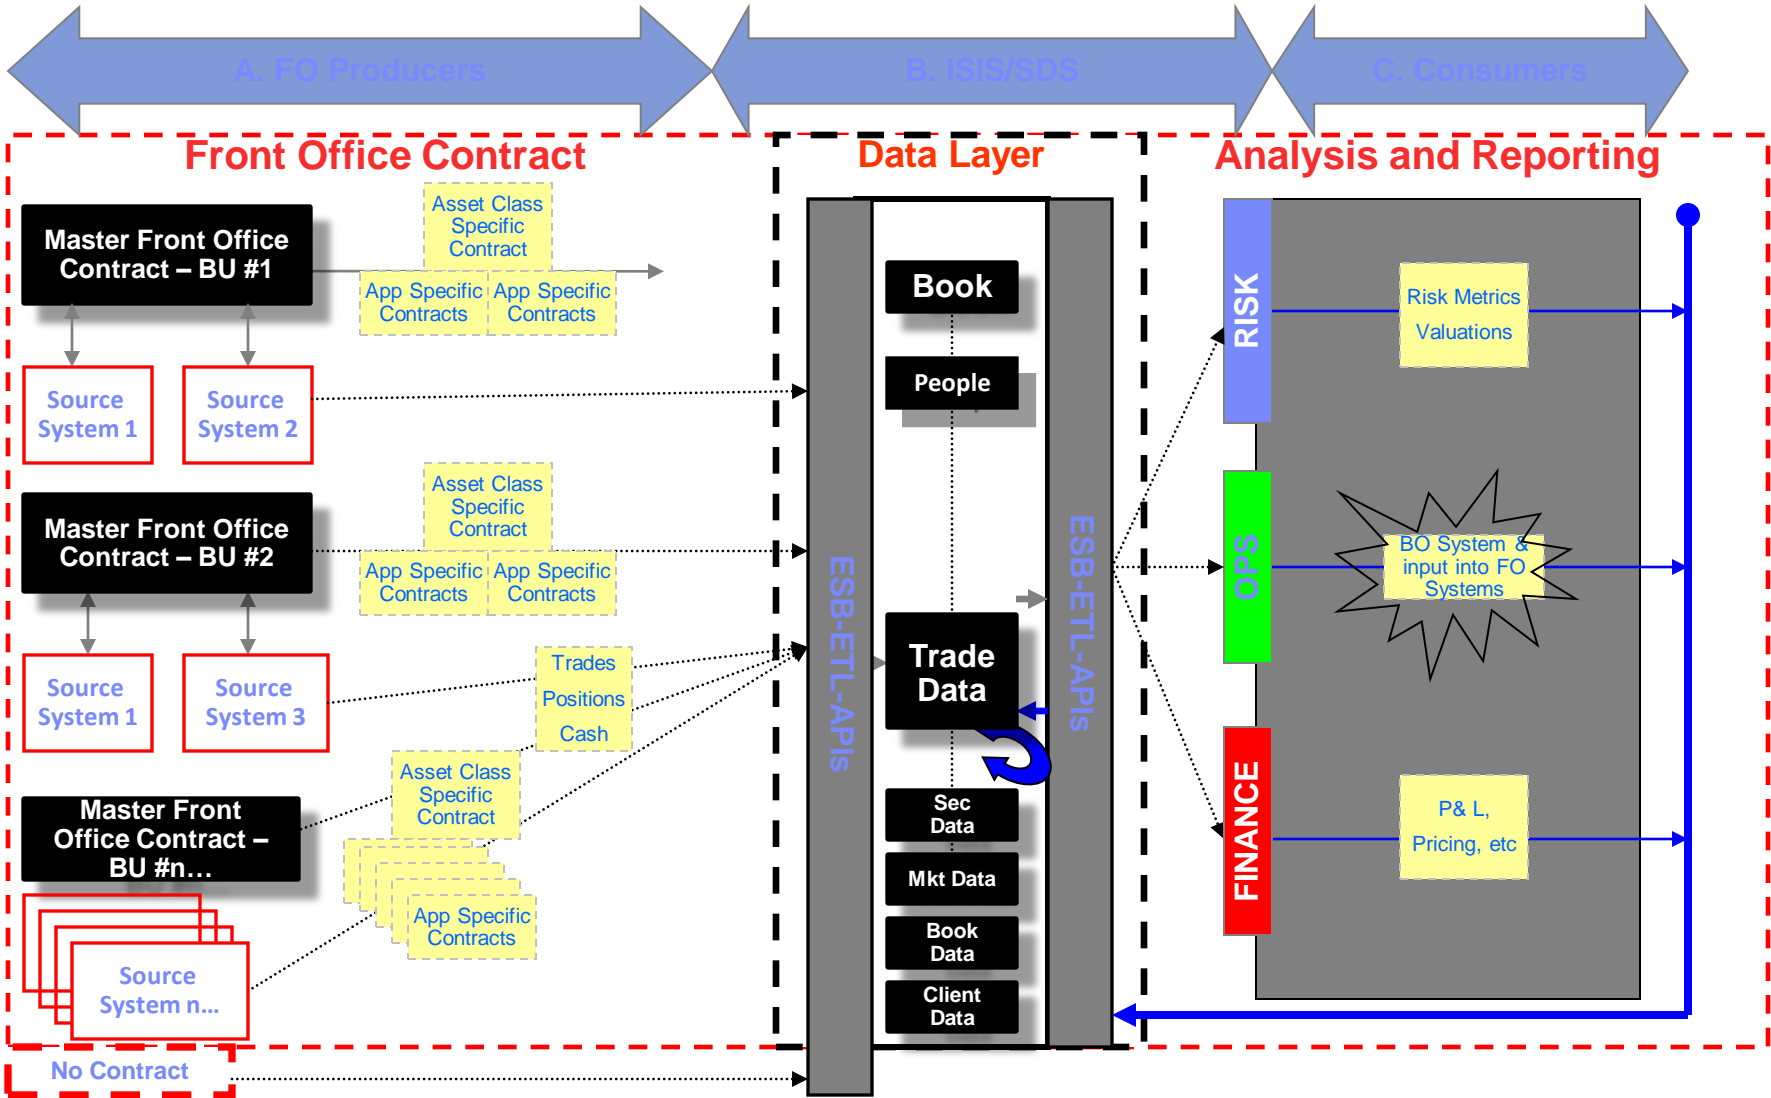 A. FO Producers
B. ISIS/SDS
C. Consumers
Front Office Contract
Data Layer
Analysis and Reporting
Master Front Office
Contract – BU #1
Asset Class
Specific
Contract
App Specific
Contracts
App Specific
Contracts
Source
System 1
Source
System 2
Master Front Office
Contract – BU #2
Asset Class
Specific
Contract
App Specific
Contracts
App Specific
Contracts
Source
System 1
Source
System 3
Trades
Positions
Cash
Master Front
Office Contract –
BU #n…
Asset Class
Specific
Contract
App Specific
Contracts
Source
System n…
No Contract
ESB-ETL-APIs
Book
People
Trade
Data
Sec
Data
Mkt Data
Book
Data
Client
Data
ESB-ETL-APIs
RISK
Risk Metrics
Valuations
OPS
BO System &
input into FO
Systems
FINANCE
P& L,
Pricing, etc